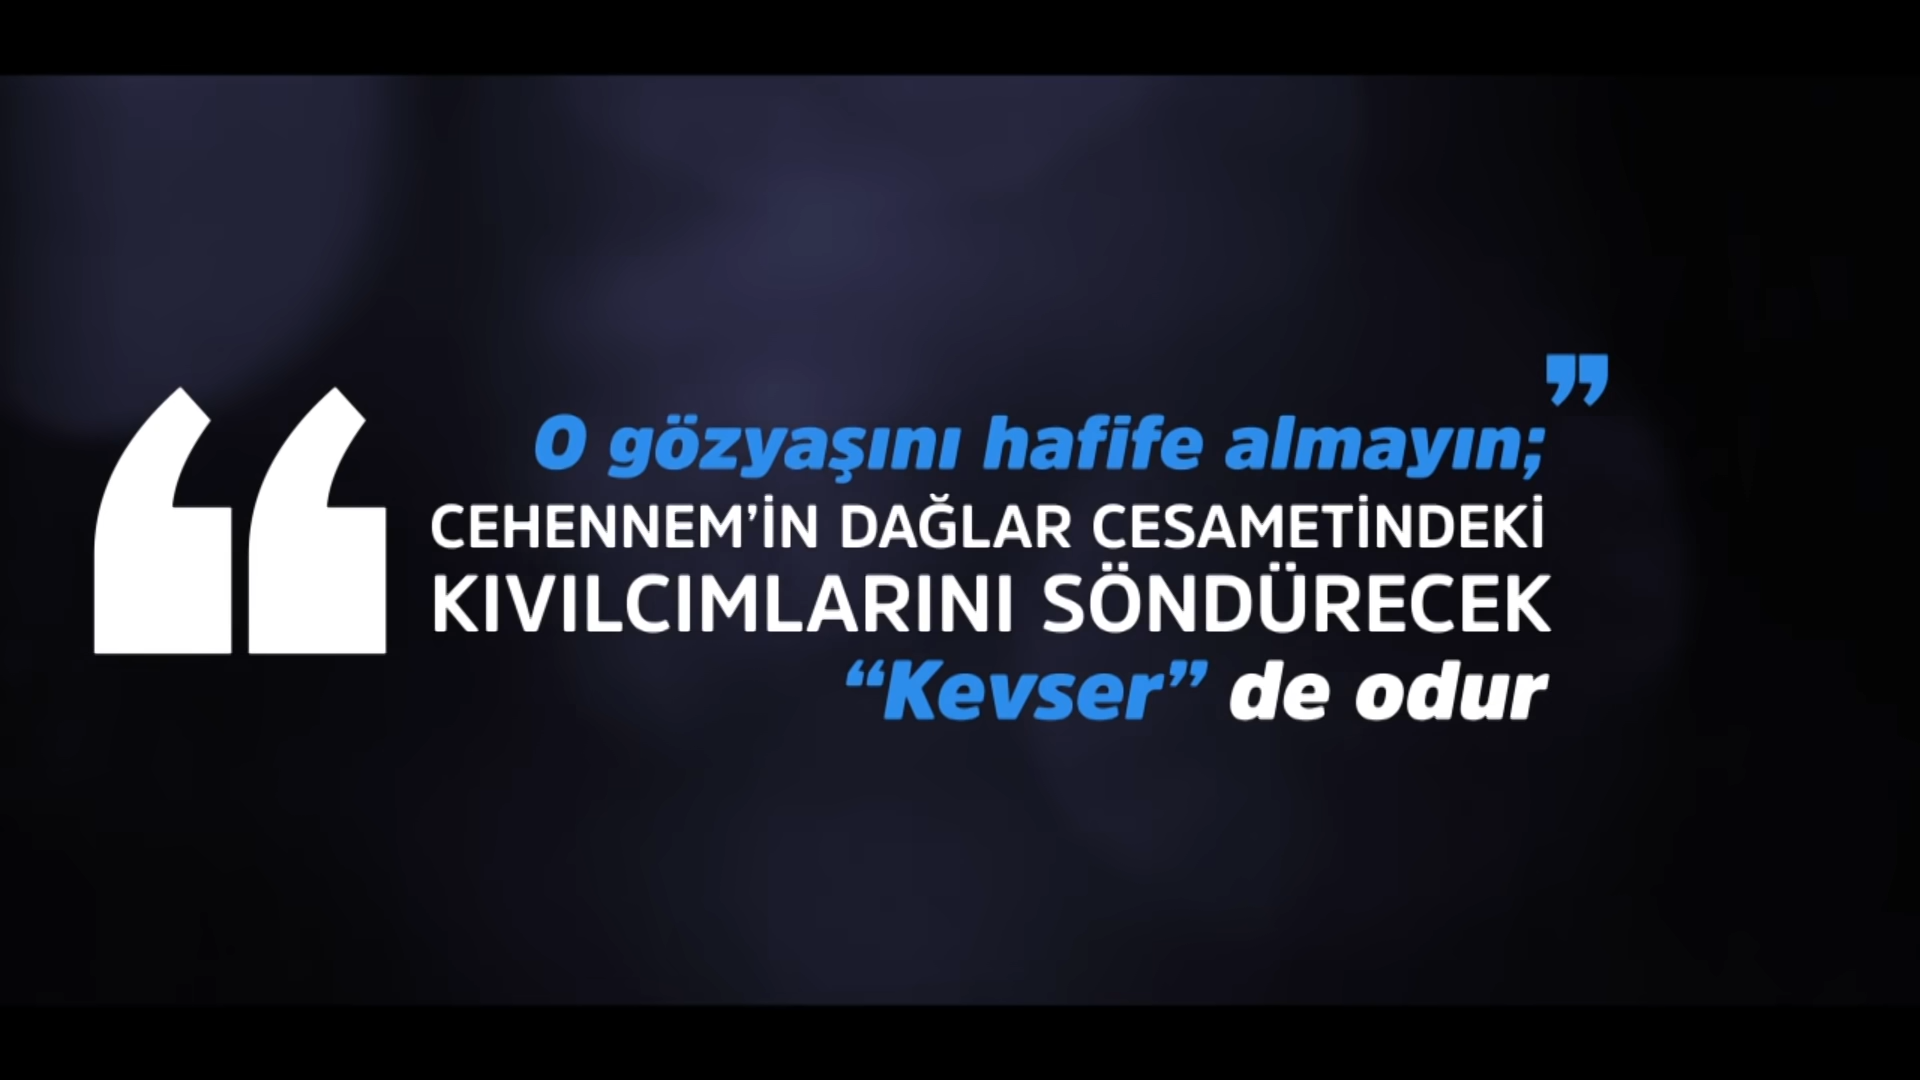 “O gözyaşını hafife almayın;”
CEHENNEM’İN DAĞLAR CESAMETİNDEKİ
KIVILCIMLARINI SÖNDÜRECEK
“Kevser” de odur